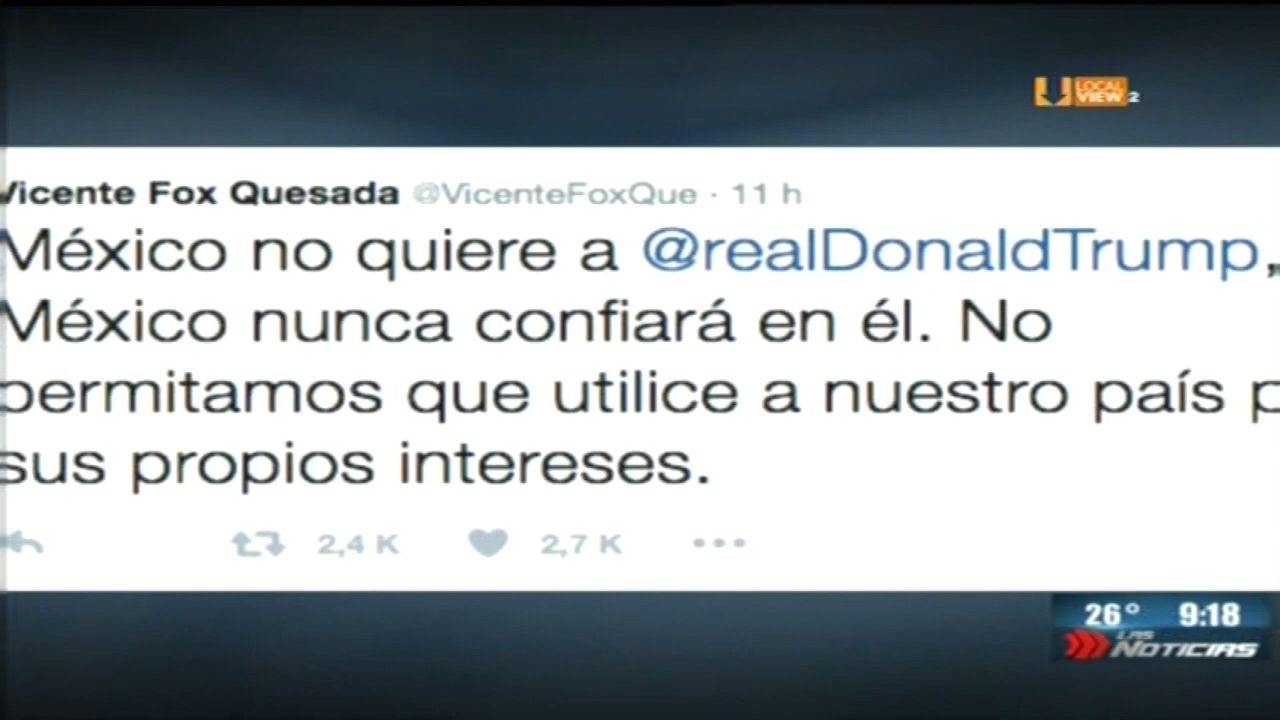 LOCAL
VIEW 2
Vicente Fox Quesada @VicenteFoxQue · 11 h
México no quiere a @realDonaldTrump,
México nunca confiará en él. No
permitamos que utilice a nuestro país p
sus propios intereses.
2,4 K 2,7 K
26° 9:18
LAS
NOTICIAS